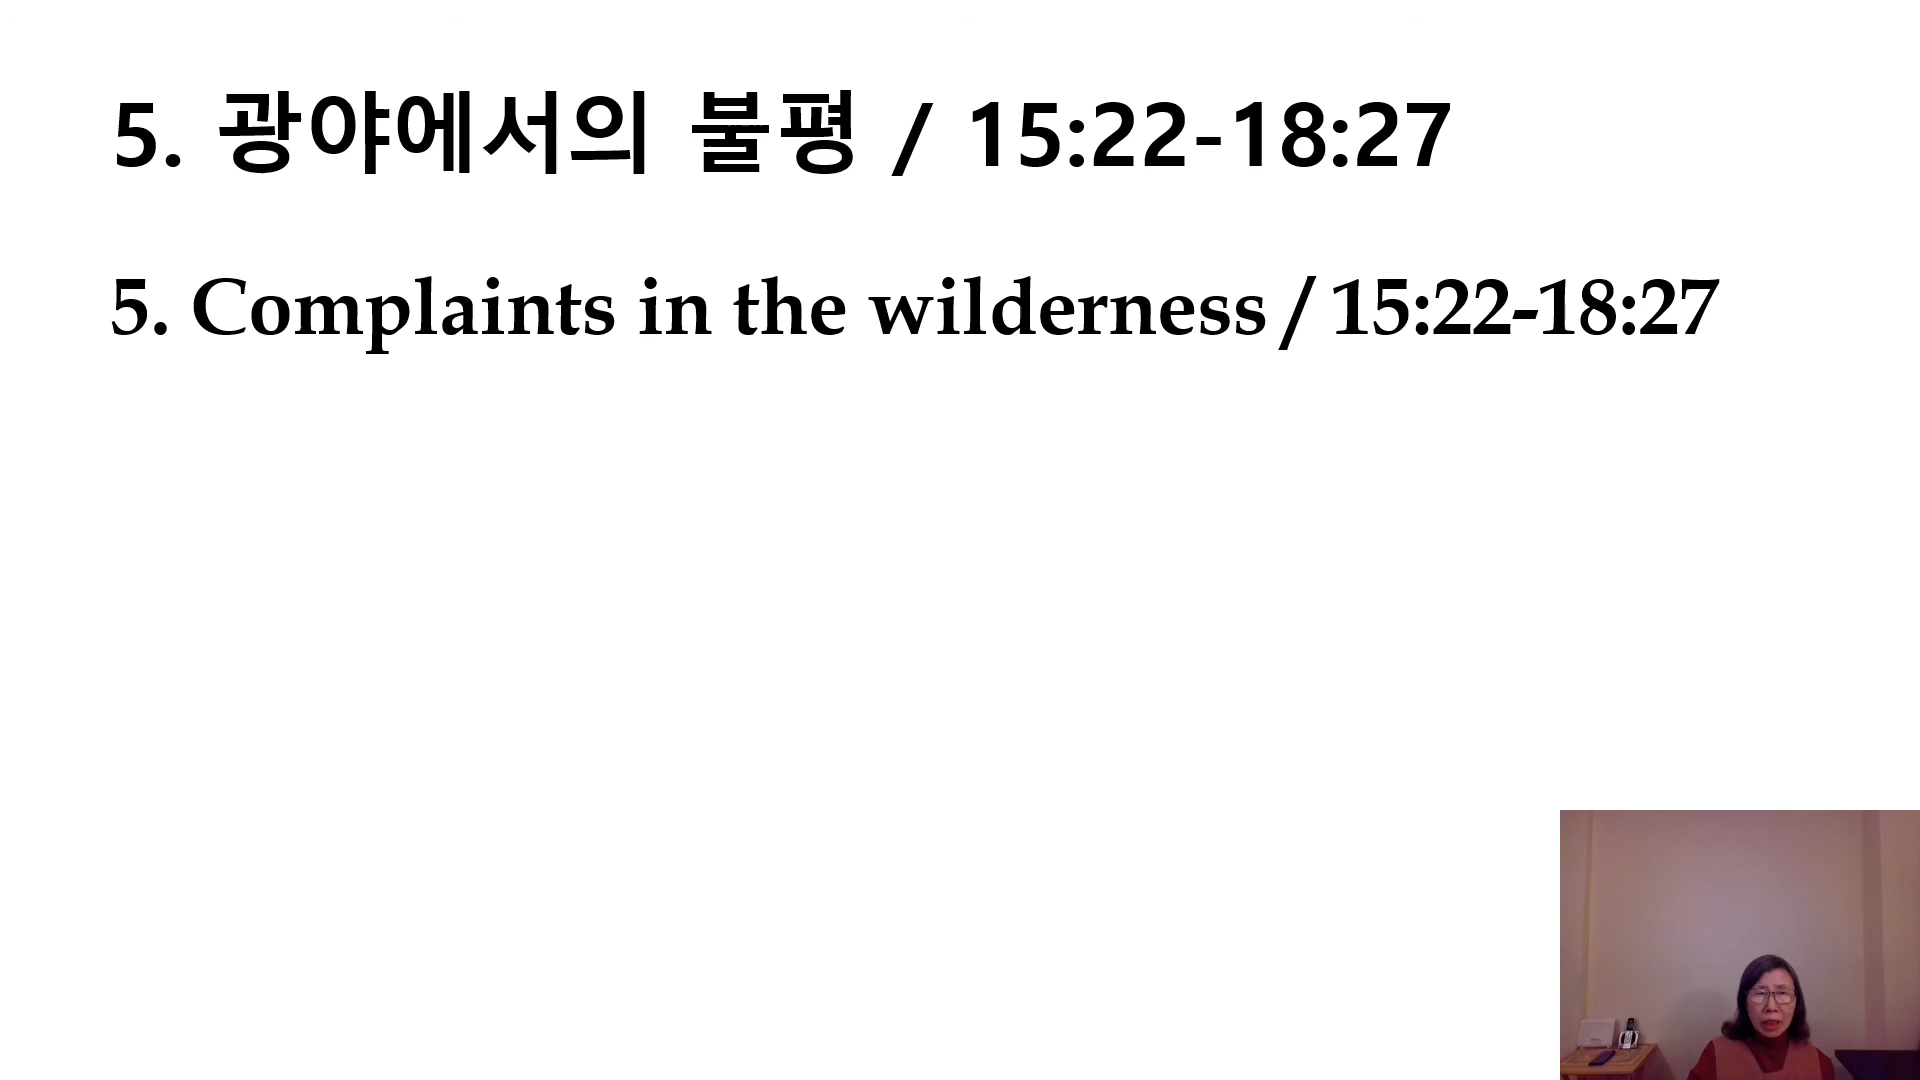 5. 광야에서의 불평 / 15:22-18:27
5. Complaints in the wilderness / 15:22-18:27